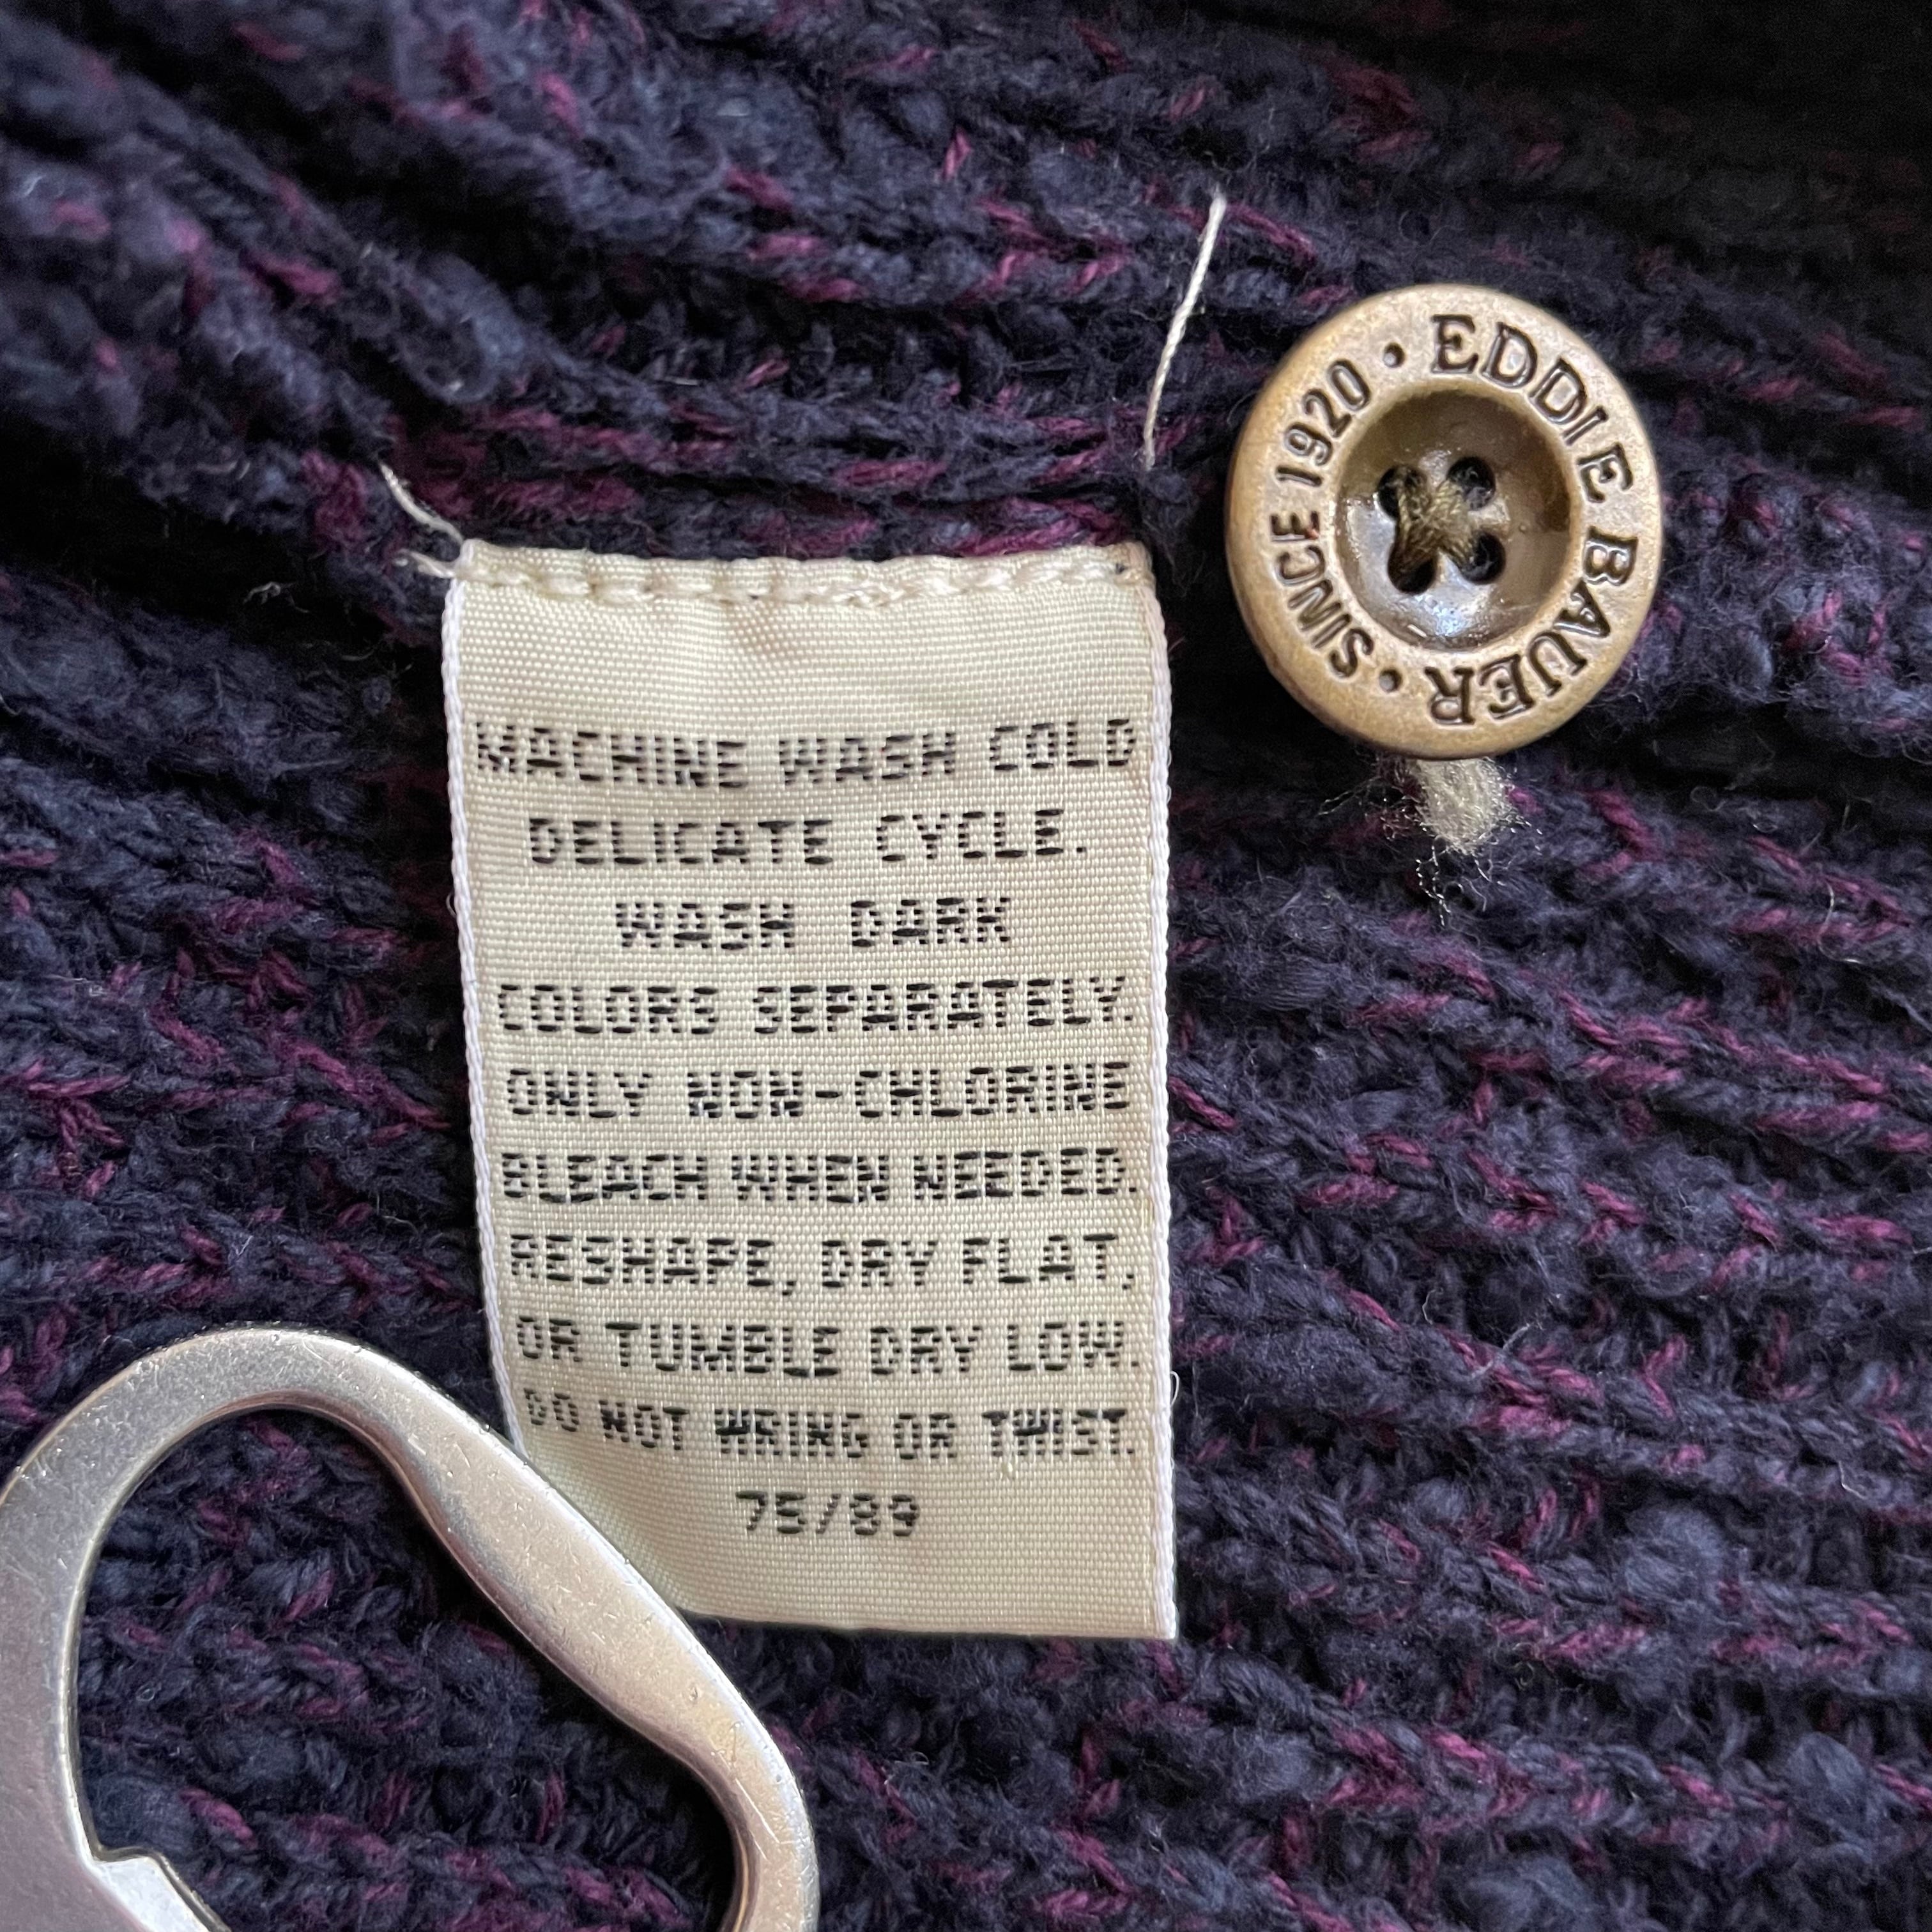 EDDIE BAUER • SINCE 1920 •
MACHINE WASH COLD
DELICATE CYCLE.
WASH DARK
COLORS SEPARATELY.
ONLY NON-CHLORINE
BLEACH WHEN NEEDED.
RESHAPE, DRY FLAT,
OR TUMBLE DRY LOW.
DO NOT WRING OR TWIST.
75/89